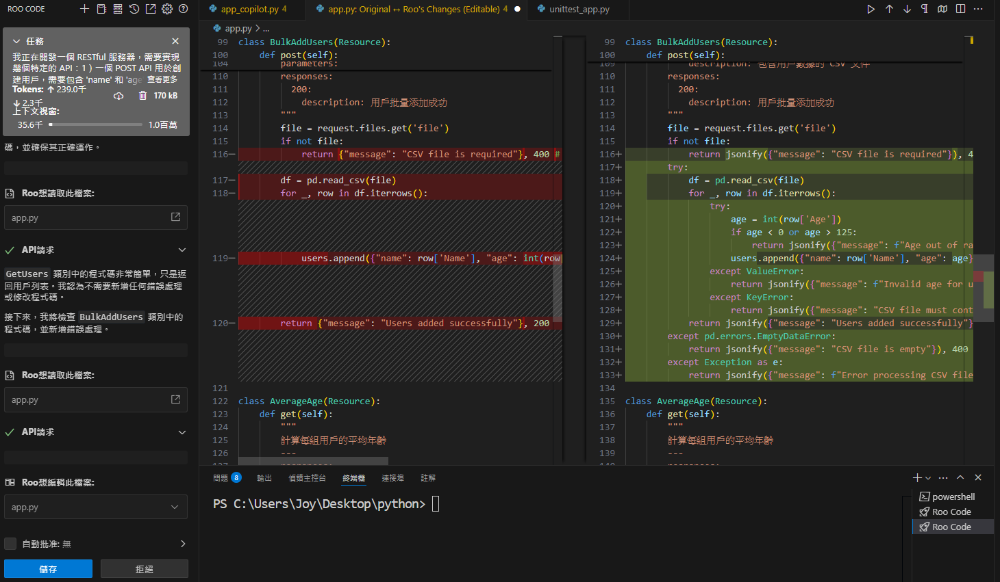 ROO CODE
任務
我正在開發一個 RESTful 服務器，需要實現
幾個特定的 API：1）一個 POST API 用於創
建用戶，需要包含 'name' 和 'age 查看更多
Tokens: ↑ 239.0千
↓ 2.3千
170 kB
上下文視窗:
35.6千 1.0百萬
碼，並確保其正確運作。
Roo想讀取此檔案:
app.py
API請求
GetUsers 類別中的程式碼非常簡單，只是返
回用戶列表。我認為不需要新增任何錯誤處理
或修改程式碼。
接下來，我將檢查 BulkAddUsers 類別中的
程式碼，並新增錯誤處理。
Roo想讀取此檔案:
app.py
API請求
Roo想編輯此檔案:
app.py
自動批准: 無
儲存 拒絕
app_copilot.py 4 app.py: Original ↔ Roo's Changes (Editable) 4 unittest_app.py
app.py > ...
99 class BulkAddUsers(Resource):
100 def post(self):
104 parameters:
110 responses:
111 200:
112 description: 用戶批量添加成功
113 """
114 file = request.files.get('file')
115 if not file:
116— return {"message": "CSV file is required"}, 400 #
117— df = pd.read_csv(file)
118— for _, row in df.iterrows():
119— users.append({"name": row['Name'], "age": int(row[
120— return {"message": "Users added successfully"}, 200
121
122 class AverageAge(Resource):
123 def get(self):
124 """
125 計算每組用戶的平均年齡
126 ---
127 responses:
99 class BulkAddUsers(Resource):
100 def post(self):
109 description: 包含用戶數據的 CSV 文件
110 responses:
111 200:
112 description: 用戶批量添加成功
113 """
114 file = request.files.get('file')
115 if not file:
116+ return jsonify({"message": "CSV file is required"}), 4
117+ try:
118+ df = pd.read_csv(file)
119+ for _, row in df.iterrows():
120+ try:
121+ age = int(row['Age'])
122+ if age < 0 or age > 125:
123+ return jsonify({"message": f"Age out of ra
124+ users.append({"name": row['Name'], "age": age}
125+ except ValueError:
126+ return jsonify({"message": f"Invalid age for u
127+ except KeyError:
128+ return jsonify({"message": "CSV file must cont
129+ return jsonify({"message": "Users added successfully"}
130+ except pd.errors.EmptyDataError:
131+ return jsonify({"message": "CSV file is empty"}), 400
132+ except Exception as e:
133+ return jsonify({"message": f"Error processing CSV file
134
135 class AverageAge(Resource):
136 def get(self):
137 """
138 計算每組用戶的平均年齡
139 ---
140 responses:
問題 8 輸出 偵錯主控台 終端機 連接埠 註解
PS C:\Users\Joy\Desktop\python>
powershell
Roo Code
Roo Code